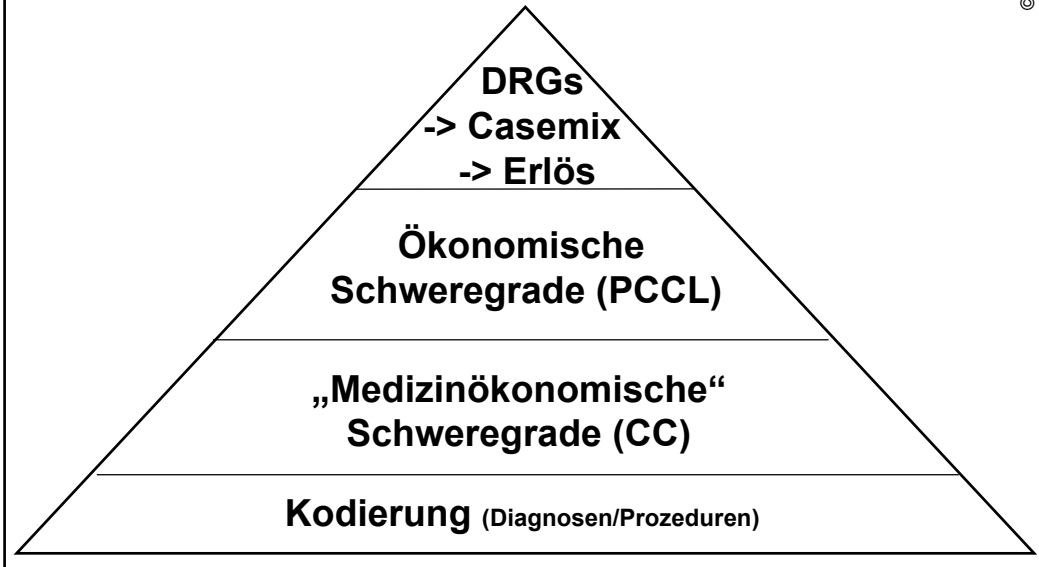 ©
DRGs
-> Casemix
-> Erlös
Ökonomische
Schweregrade (PCCL)
„Medizinökonomische“
Schweregrade (CC)
Kodierung (Diagnosen/Prozeduren)